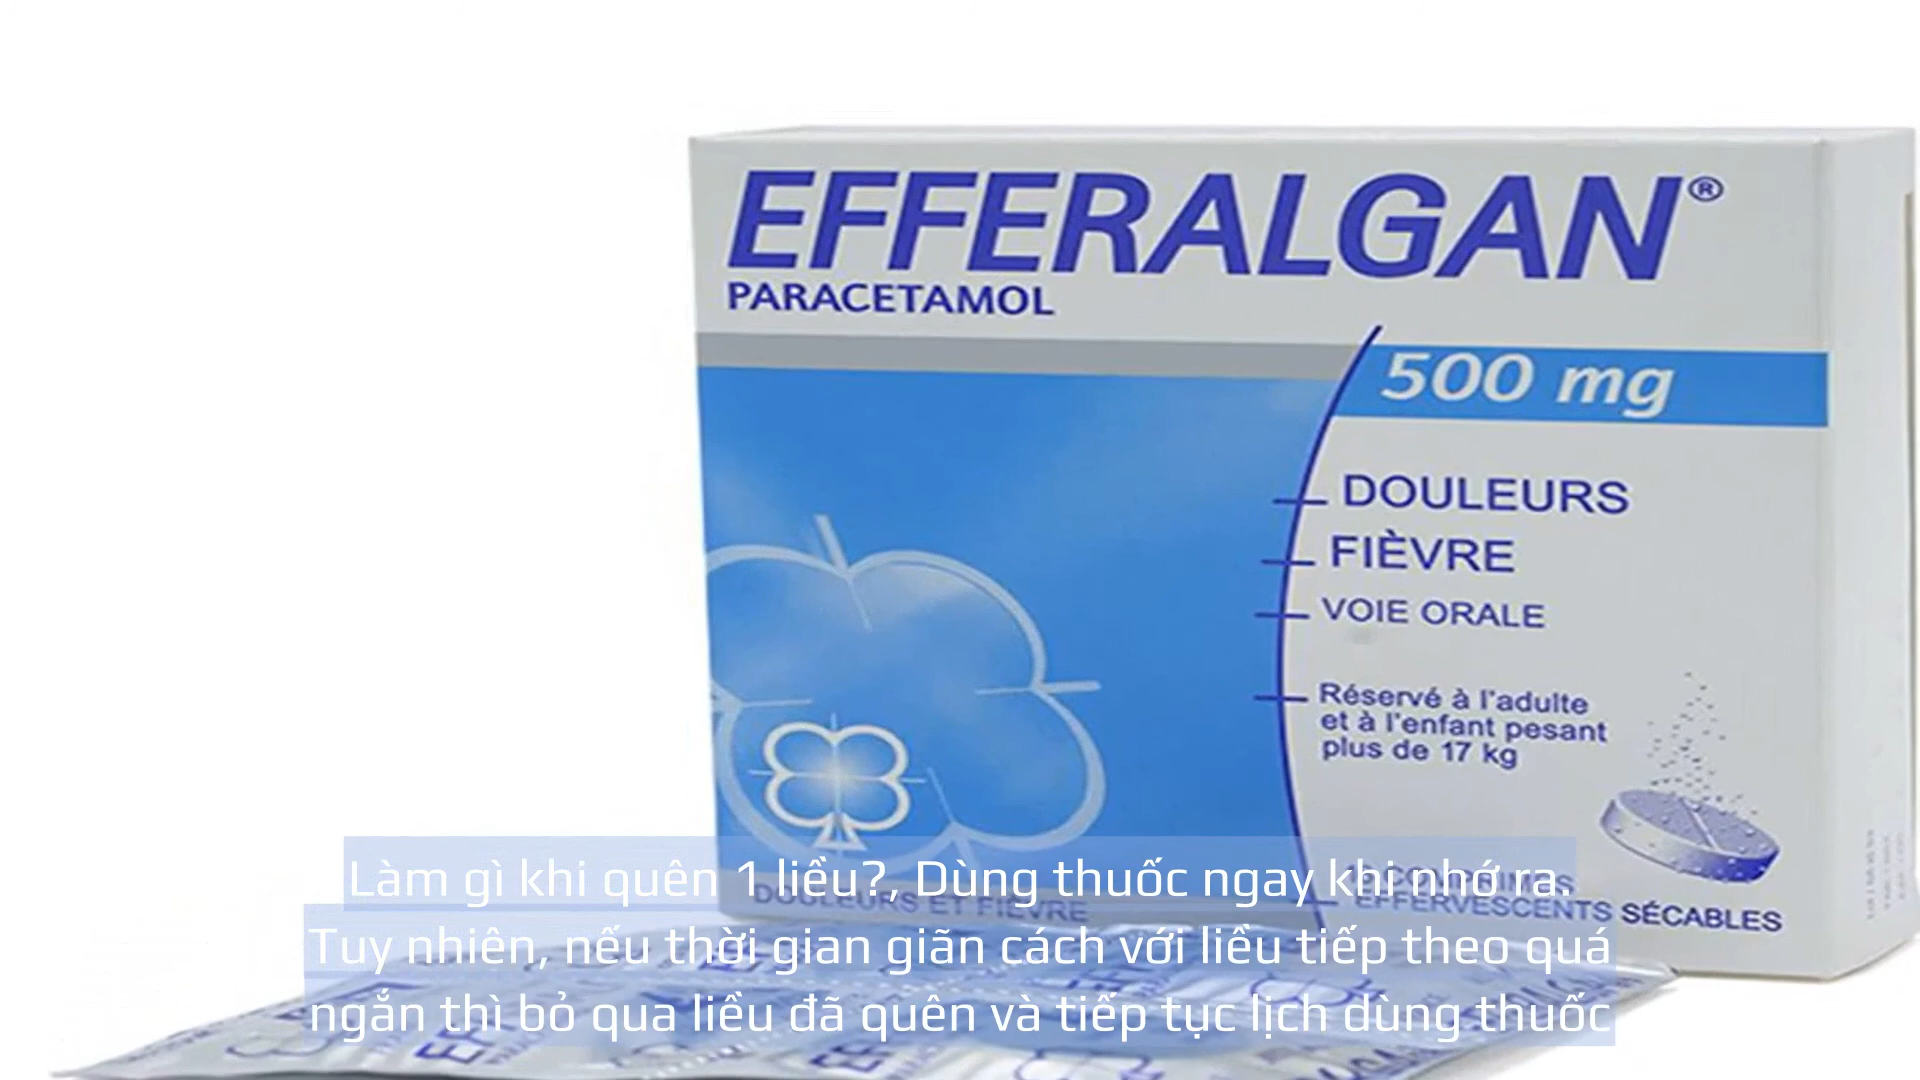 EFFERALGAN®
PARACETAMOL
500 mg
DOULEURS
FIÈVRE
VOIE ORALE
Réservé à l'adulte
et à l'enfant pesant
plus de 17 kg
DOULEURS ET FIÈVRE
COMPRIMÉS
EFFERVESCENTS SÉCABLES
Làm gì khi quên 1 liều?, Dùng thuốc ngay khi nhớ ra.
Tuy nhiên, nếu thời gian giãn cách với liều tiếp theo quá
ngắn thì bỏ qua liều đã quên và tiếp tục lịch dùng thuốc